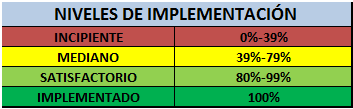 NIVELES DE IMPLEMENTACIÓN
INCIPIENTE 0%-39%
MEDIANO 39%-79%
SATISFACTORIO 80%-99%
IMPLEMENTADO 100%